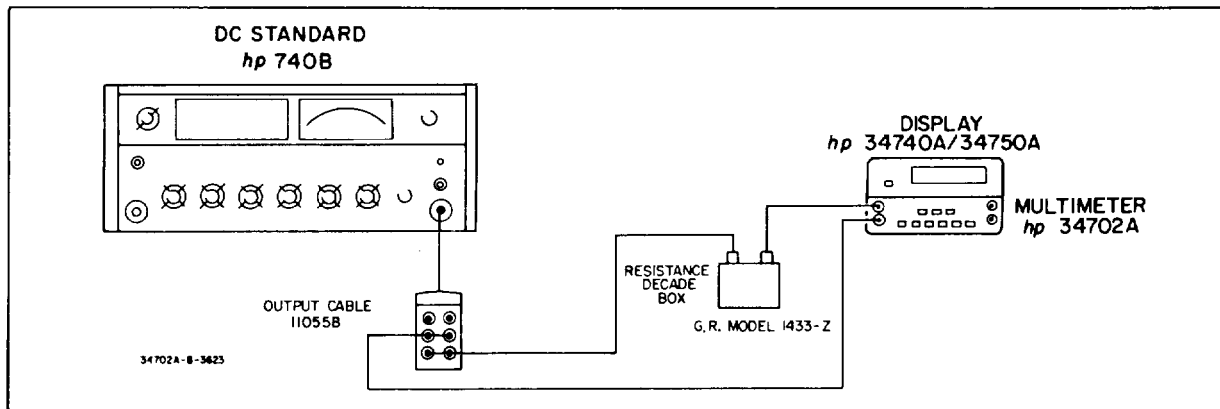 DC STANDARD
hp 740B
DISPLAY
hp 34740A/34750A
MULTIMETER
hp 34702A
RESISTANCE
DECADE
BOX
G.R. MODEL 1433-Z
OUTPUT CABLE
11055B
34702A-B-3623